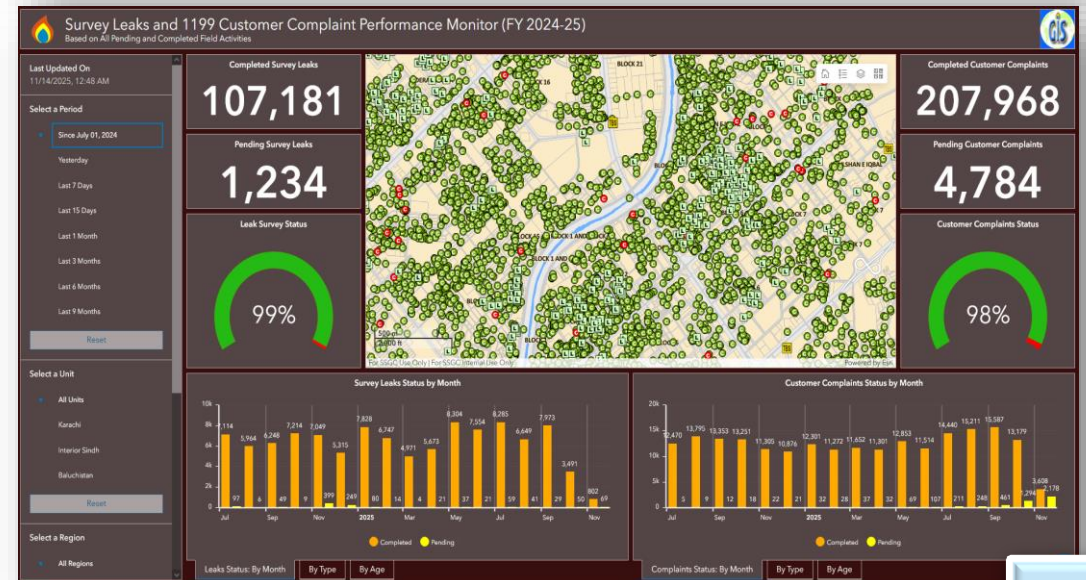 Survey Leaks and 1199 Customer Complaint Performance Monitor (FY 2024-25)
Based on All Pending and Completed Field Activities
GIS
Last Updated On
11/14/2025, 12:48 AM
Select a Period
Since July 01, 2024
Yesterday
Last 7 Days
Last 15 Days
Last 1 Month
Last 3 Months
Last 6 Months
Last 9 Months
Reset
Select a Unit
All Units
Karachi
Interior Sindh
Baluchistan
Reset
Select a Region
All Regions
Completed Survey Leaks
107,181
Pending Survey Leaks
1,234
Leak Survey Status
99%
BLOCK 21
BLOCK 1 AND
500 m
For SSGC Use Only | For SSGC Internal Use Only
Powered by Esri
Completed Customer Complaints
207,968
Pending Customer Complaints
4,784
Customer Complaints Status
98%
Survey Leaks Status by Month
10k
8k
6k
4k
2k
0
7,114 5,964 6,248 7,214 7,049 5,315 7,828 6,747 4,971 5,673 8,304 7,554 8,285 6,649 7,973 3,491 802
97 6 49 9 399 249 80 14 4 21 37 21 59 41 29 50 69
Jul Sep Nov 2025 Mar May Jul Sep Nov
Completed Pending
Leaks Status: By Month By Type By Age
Customer Complaints Status by Month
20k
15k
10k
5k
0
12,470 13,795 13,353 13,251 11,305 10,876 12,301 11,272 11,652 11,301 12,853 11,514 14,440 15,211 15,587 13,179 3,608
5 9 12 18 22 21 32 28 37 32 69 107 211 248 461 1,294 2,178
Jul Sep Nov 2025 Mar May Jul Sep Nov
Completed Pending
Complaints Status: By Month By Type By Age